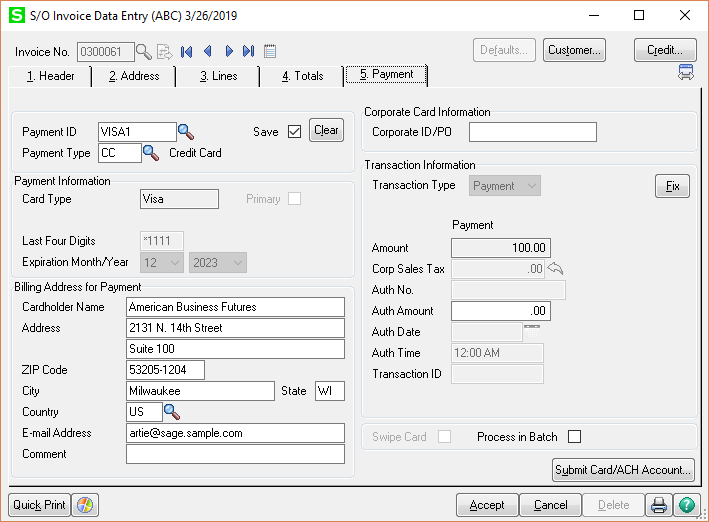 S S/O Invoice Data Entry (ABC) 3/26/2019
Invoice No. 0300061 Defaults... Customer... Credit...
1. Header 2. Address 3. Lines 4. Totals 5. Payment
Payment ID VISA1 Save Clear
Payment Type CC Credit Card
Payment Information
Card Type Visa Primary
Last Four Digits *1111
Expiration Month/Year 12 2023
Billing Address for Payment
Cardholder Name American Business Futures
Address 2131 N. 14th Street
Suite 100
ZIP Code 53205-1204
City Milwaukee State WI
Country US
E-mail Address artie@sage.sample.com
Comment
Corporate Card Information
Corporate ID/PO
Transaction Information
Transaction Type Payment Fix
Payment
Amount 100.00
Corp Sales Tax .00
Auth No.
Auth Amount .00
Auth Date
Auth Time 12:00 AM
Transaction ID
Swipe Card Process in Batch
Submit Card/ACH Account...
Quick Print Accept Cancel Delete ?